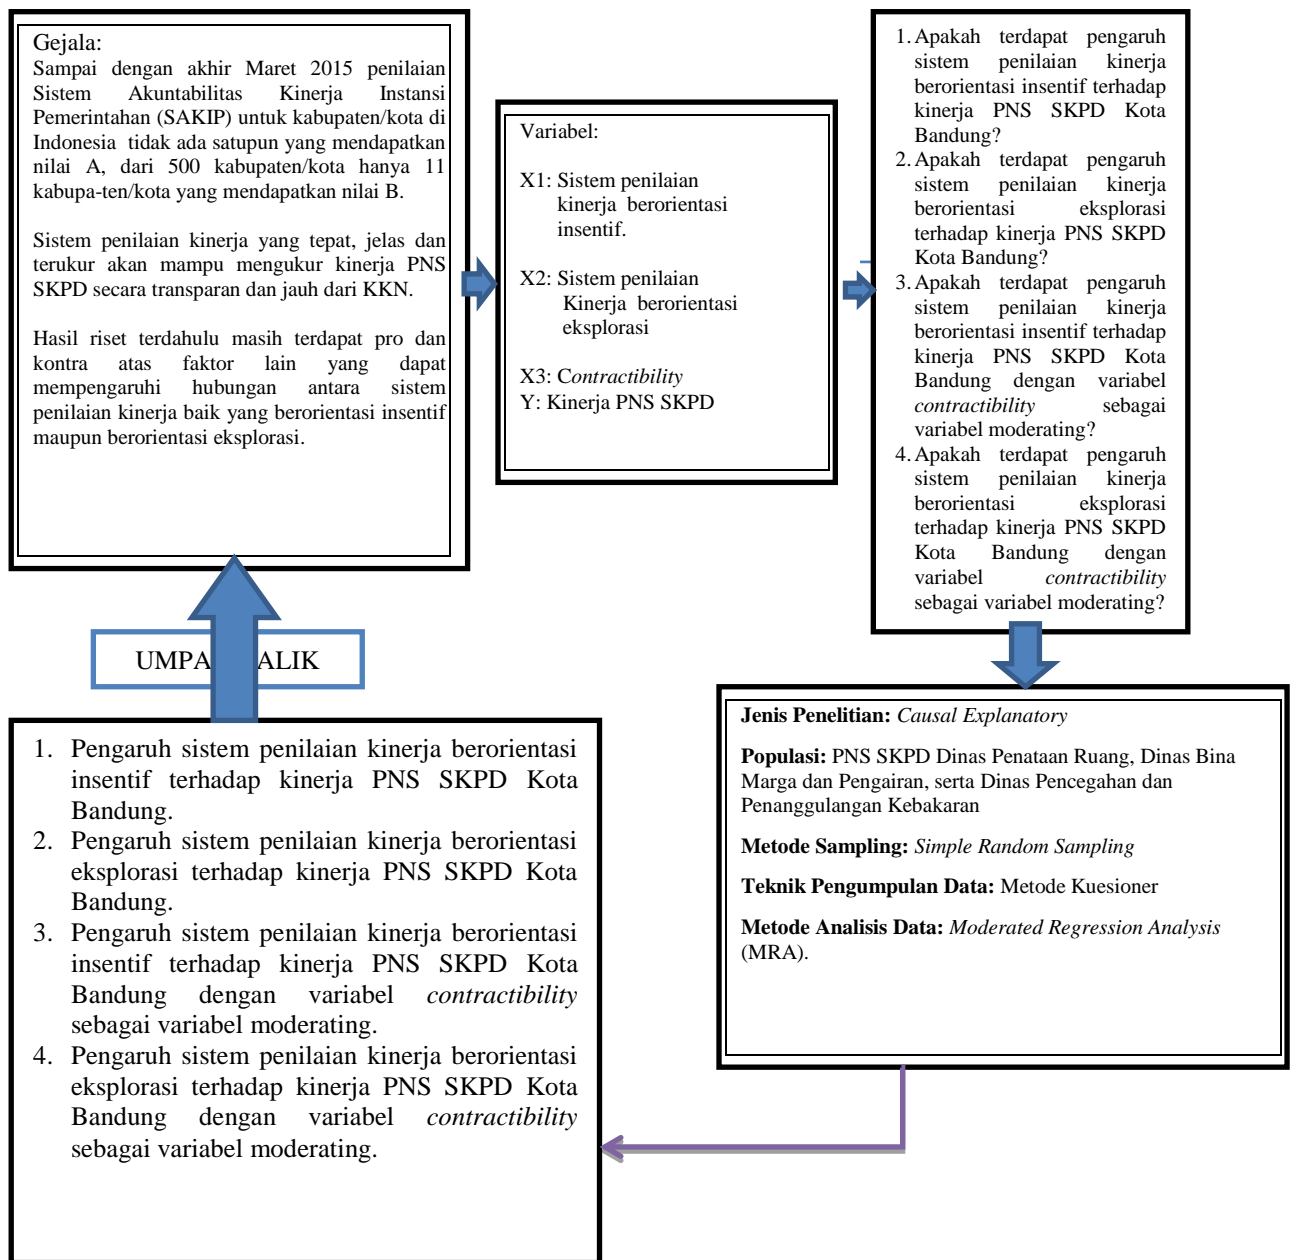 Gejala:
Sampai dengan akhir Maret 2015 penilaian
Sistem Akuntabilitas Kinerja Instansi
Pemerintahan (SAKIP) untuk kabupaten/kota di
Indonesia tidak ada satupun yang mendapatkan
nilai A, dari 500 kabupaten/kota hanya 11
kabupa-ten/kota yang mendapatkan nilai B.
Sistem penilaian kinerja yang tepat, jelas dan
terukur akan mampu mengukur kinerja PNS
SKPD secara transparan dan jauh dari KKN.
Hasil riset terdahulu masih terdapat pro dan
kontra atas faktor lain yang dapat
mempengaruhi hubungan antara sistem
penilaian kinerja baik yang berorientasi insentif
maupun berorientasi eksplorasi.
Variabel:
X1: Sistem penilaian
kinerja berorientasi
insentif.
X2: Sistem penilaian
Kinerja berorientasi
eksplorasi
X3: Contractibility
Y: Kinerja PNS SKPD
1. Apakah terdapat pengaruh
sistem penilaian kinerja
berorientasi insentif terhadap
kinerja PNS SKPD Kota
Bandung?
2. Apakah terdapat pengaruh
sistem penilaian kinerja
berorientasi eksplorasi
terhadap kinerja PNS SKPD
Kota Bandung?
3. Apakah terdapat pengaruh
sistem penilaian kinerja
berorientasi insentif terhadap
kinerja PNS SKPD Kota
Bandung dengan variabel
contractibility sebagai
variabel moderating?
4. Apakah terdapat pengaruh
sistem penilaian kinerja
berorientasi eksplorasi
terhadap kinerja PNS SKPD
Kota Bandung dengan
variabel contractibility
sebagai variabel moderating?
Jenis Penelitian: Causal Explanatory
Populasi: PNS SKPD Dinas Penataan Ruang, Dinas Bina
Marga dan Pengairan, serta Dinas Pencegahan dan
Penanggulangan Kebakaran
Metode Sampling: Simple Random Sampling
Teknik Pengumpulan Data: Metode Kuesioner
Metode Analisis Data: Moderated Regression Analysis
(MRA).
UMPA ALIK
1. Pengaruh sistem penilaian kinerja berorientasi
insentif terhadap kinerja PNS SKPD Kota
Bandung.
2. Pengaruh sistem penilaian kinerja berorientasi
eksplorasi terhadap kinerja PNS SKPD Kota
Bandung.
3. Pengaruh sistem penilaian kinerja berorientasi
insentif terhadap kinerja PNS SKPD Kota
Bandung dengan variabel contractibility
sebagai variabel moderating.
4. Pengaruh sistem penilaian kinerja berorientasi
eksplorasi terhadap kinerja PNS SKPD Kota
Bandung dengan variabel contractibility
sebagai variabel moderating.